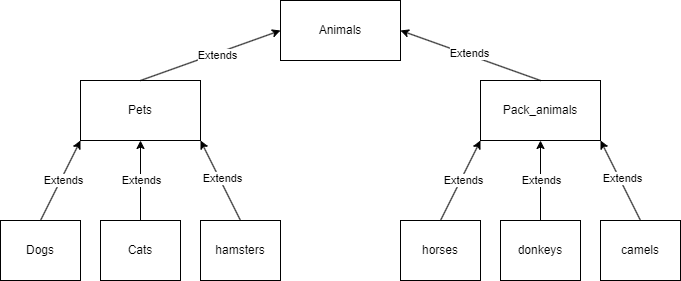 Animals
Extends
Extends
Pets
Pack_animals
Extends
Extends
Extends
Extends
Extends
Extends
Dogs
Cats
hamsters
horses
donkeys
camels